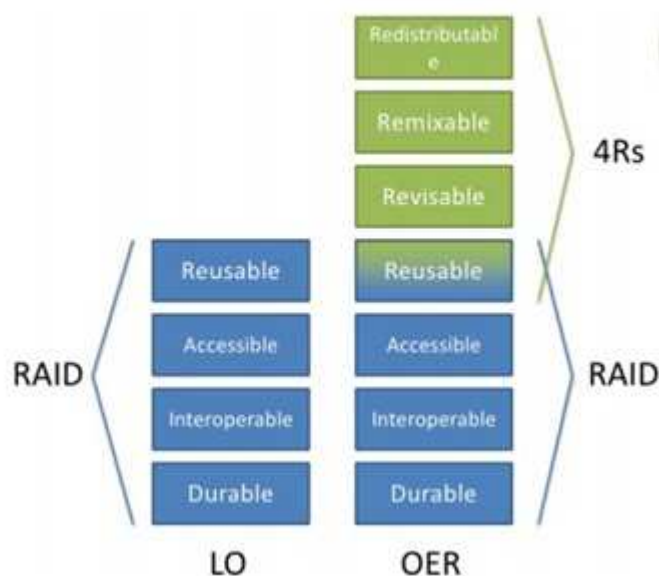 Redistributabl
e
Remixable
4Rs
Revisable
Reusable
Reusable
Accessible
Accessible
RAID
RAID
Interoperable
Interoperable
Durable
Durable
LO
OER